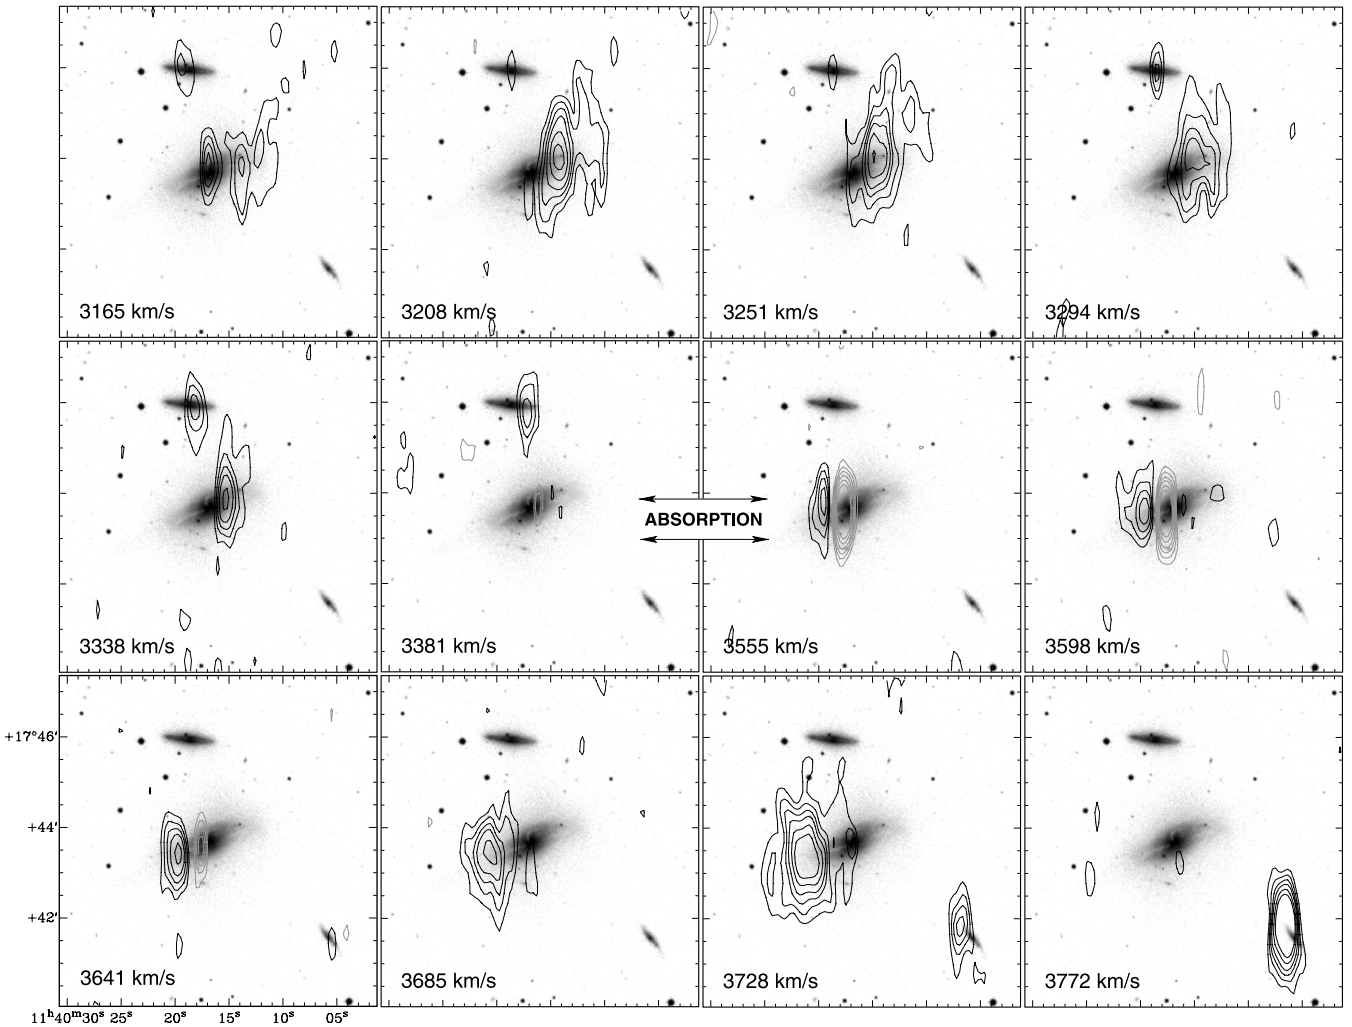 3165 km/s
3208 km/s
3251 km/s
3294 km/s
3338 km/s
3381 km/s
ABSORPTION
3555 km/s
3598 km/s
+17°46′
+44′
+42′
3641 km/s
3685 km/s
3728 km/s
3772 km/s
11h40m30s 25s 20s 15s 10s 05s